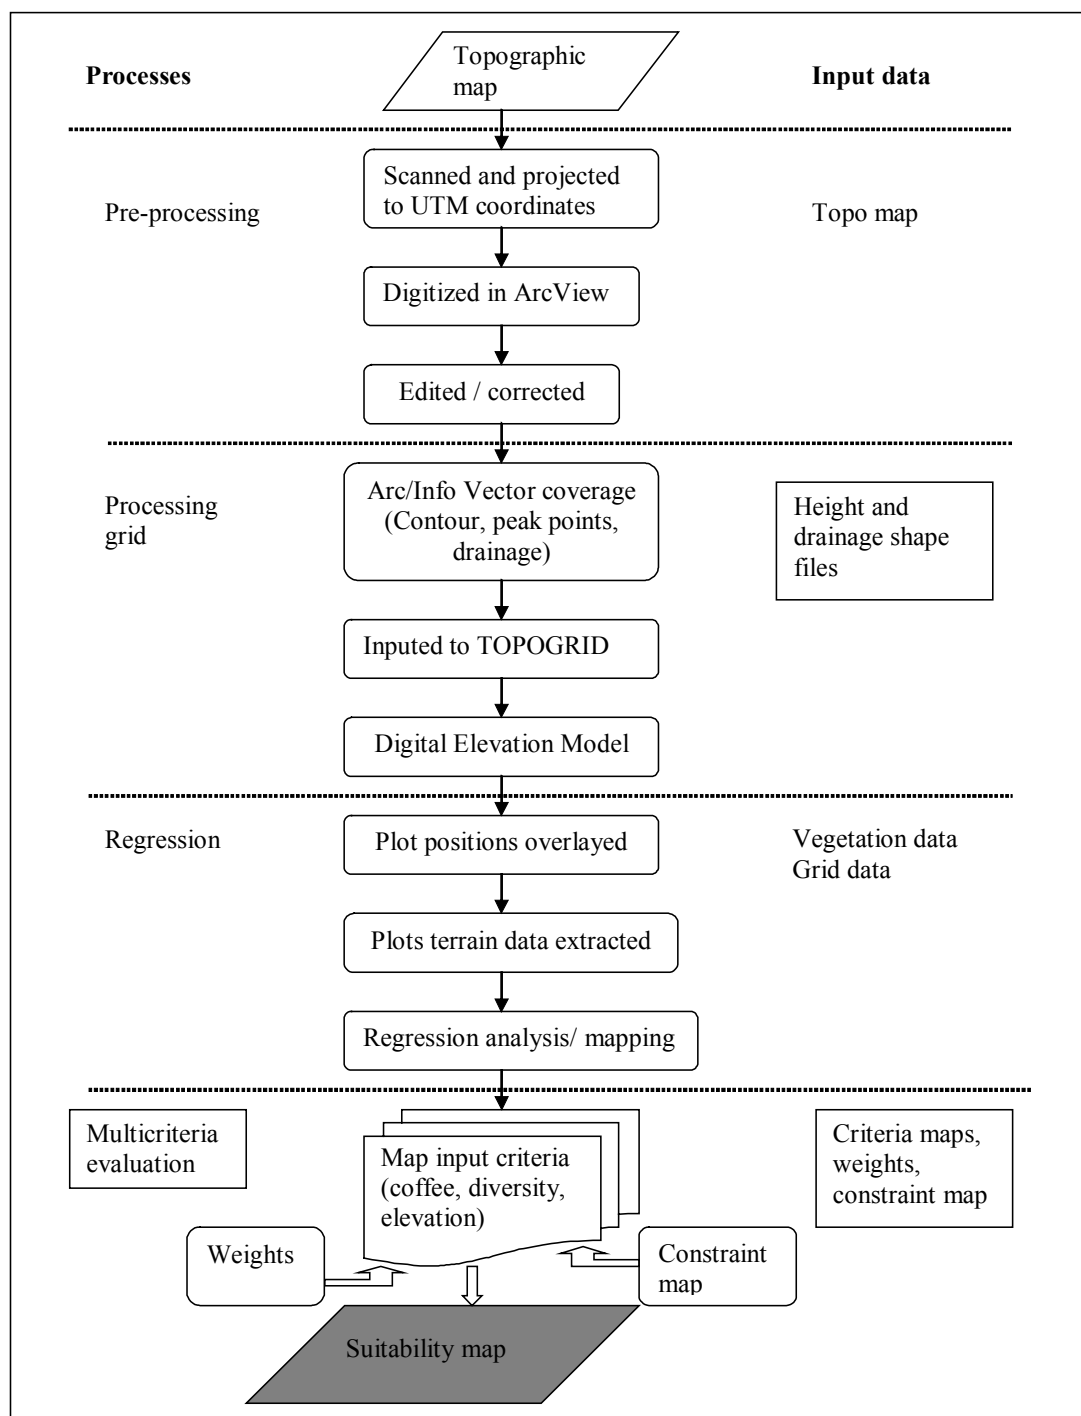 Processes
Topographic
map
Input data
Scanned and projected
to UTM coordinates
Pre-processing
Topo map
Digitized in ArcView
Edited / corrected
Processing
grid
Arc/Info Vector coverage
(Contour, peak points,
drainage)
Height and
drainage shape
files
Inputed to TOPOGRID
Digital Elevation Model
Regression
Plot positions overlayed
Vegetation data
Grid data
Plots terrain data extracted
Regression analysis/ mapping
Multicriteria
evaluation
Map input criteria
(coffee, diversity,
elevation)
Criteria maps,
weights,
constraint map
Weights
Constraint
map
Suitability map